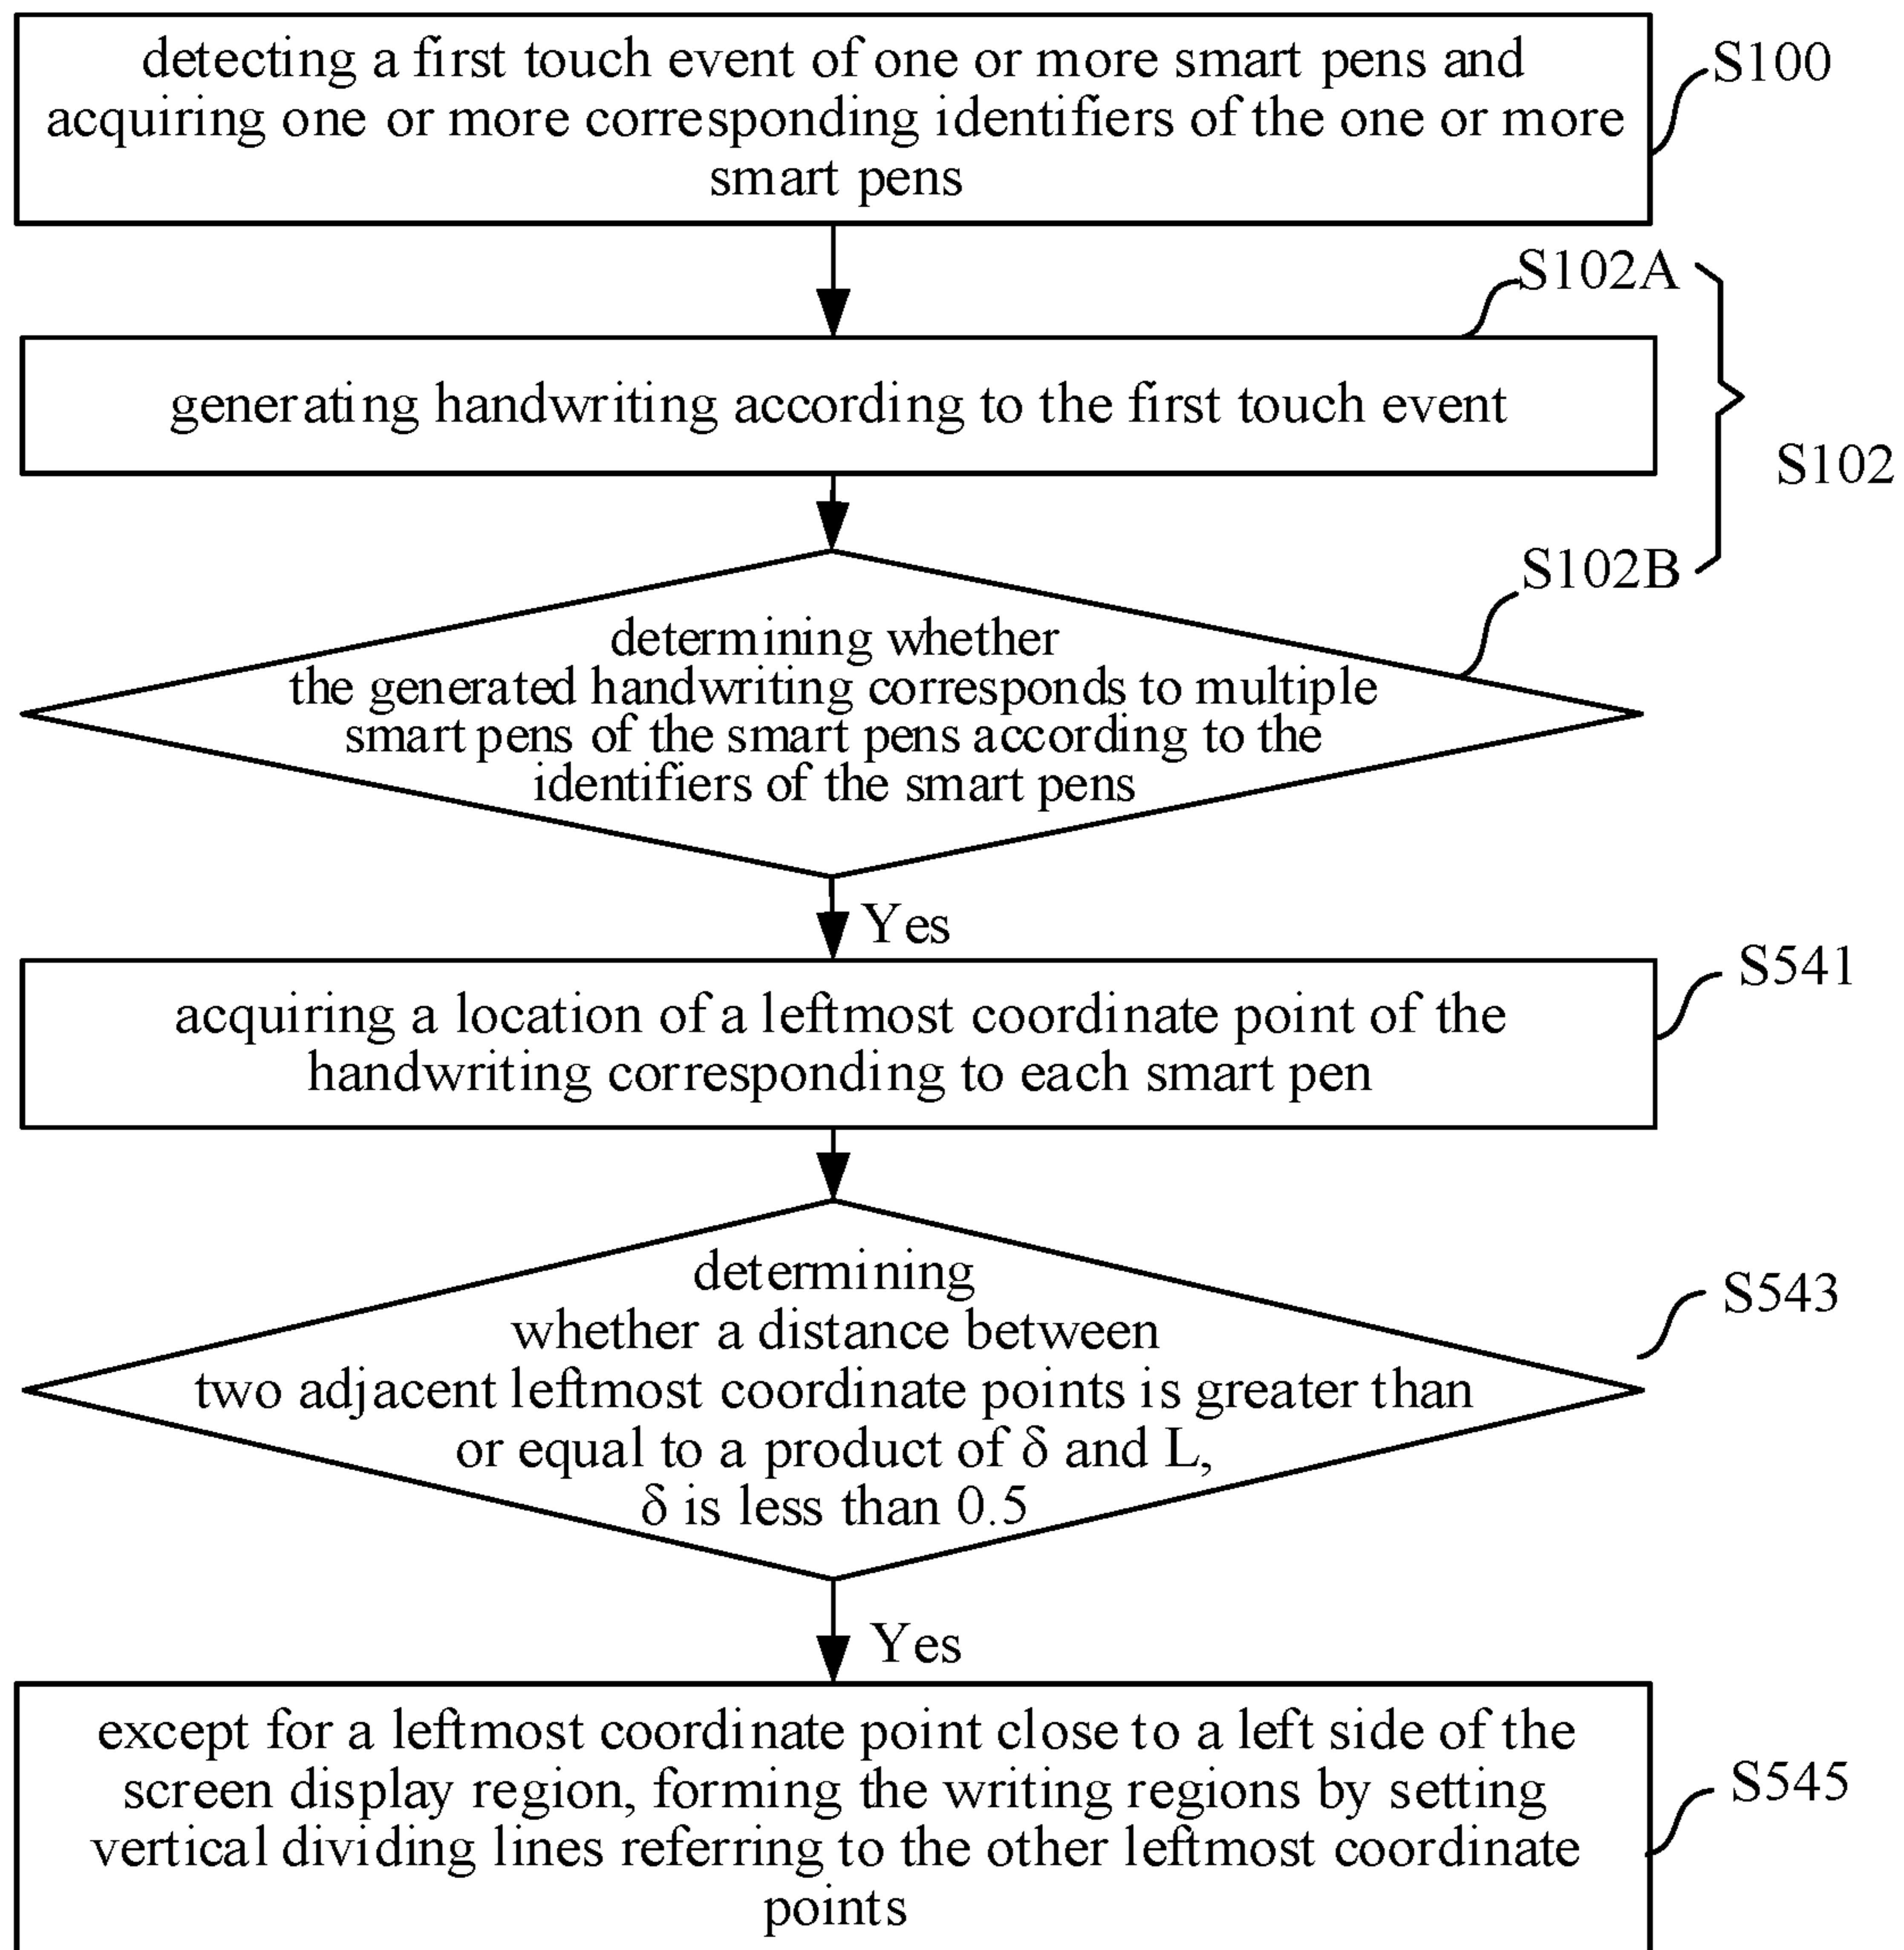 detecting a first touch event of one or more smart pens and
acquiring one or more corresponding identifiers of the one or more
smart pens
S100
S102A
generating handwriting according to the first touch event
S102
S102B
determining whether
the generated handwriting corresponds to multiple
smart pens of the smart pens according to the
identifiers of the smart pens
Yes
S541
acquiring a location of a leftmost coordinate point of the
handwriting corresponding to each smart pen
S543
determining
whether a distance between
two adjacent leftmost coordinate points is greater than
or equal to a product of δ and L,
δ is less than 0.5
Yes
except for a leftmost coordinate point close to a left side of the
screen display region, forming the writing regions by setting
vertical dividing lines referring to the other leftmost coordinate
points
S545